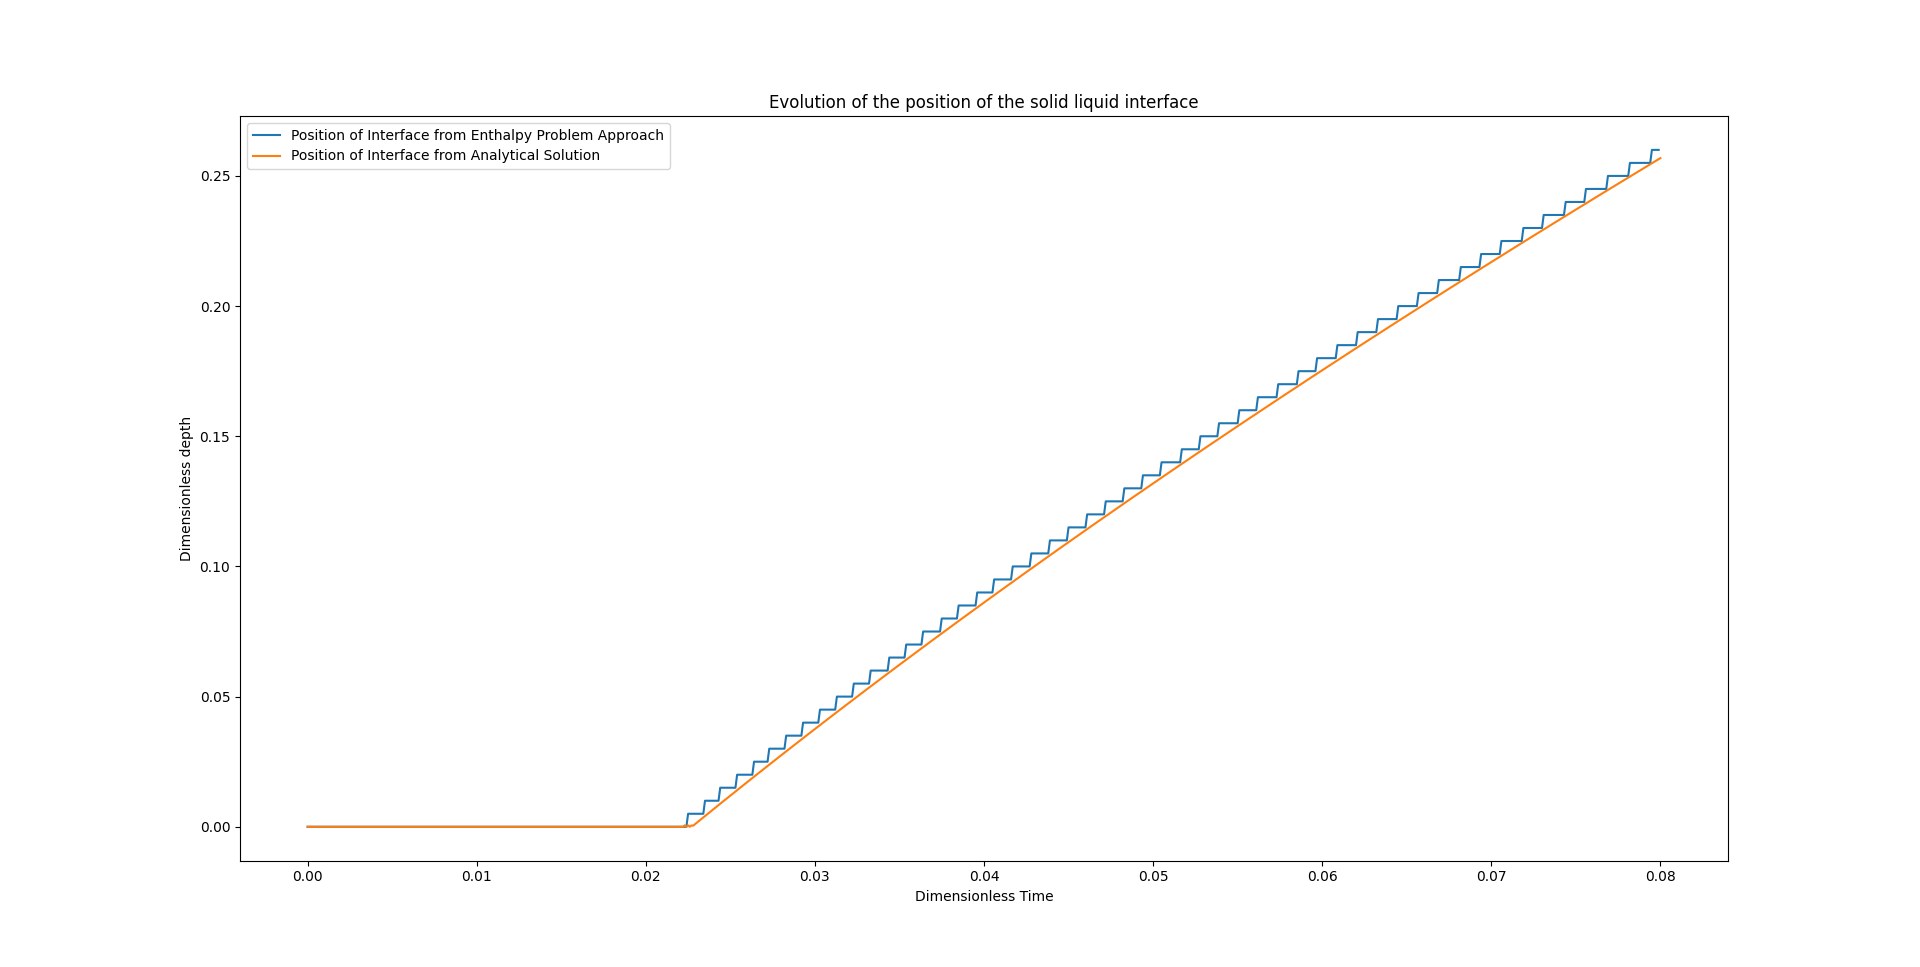 Evolution of the position of the solid liquid interface
Position of Interface from Enthalpy Problem Approach
Position of Interface from Analytical Solution
0.25
0.20
0.15
0.10
0.05
0.00
Dimensionless depth
0.00 0.01 0.02 0.03 0.04 0.05 0.06 0.07 0.08
Dimensionless Time